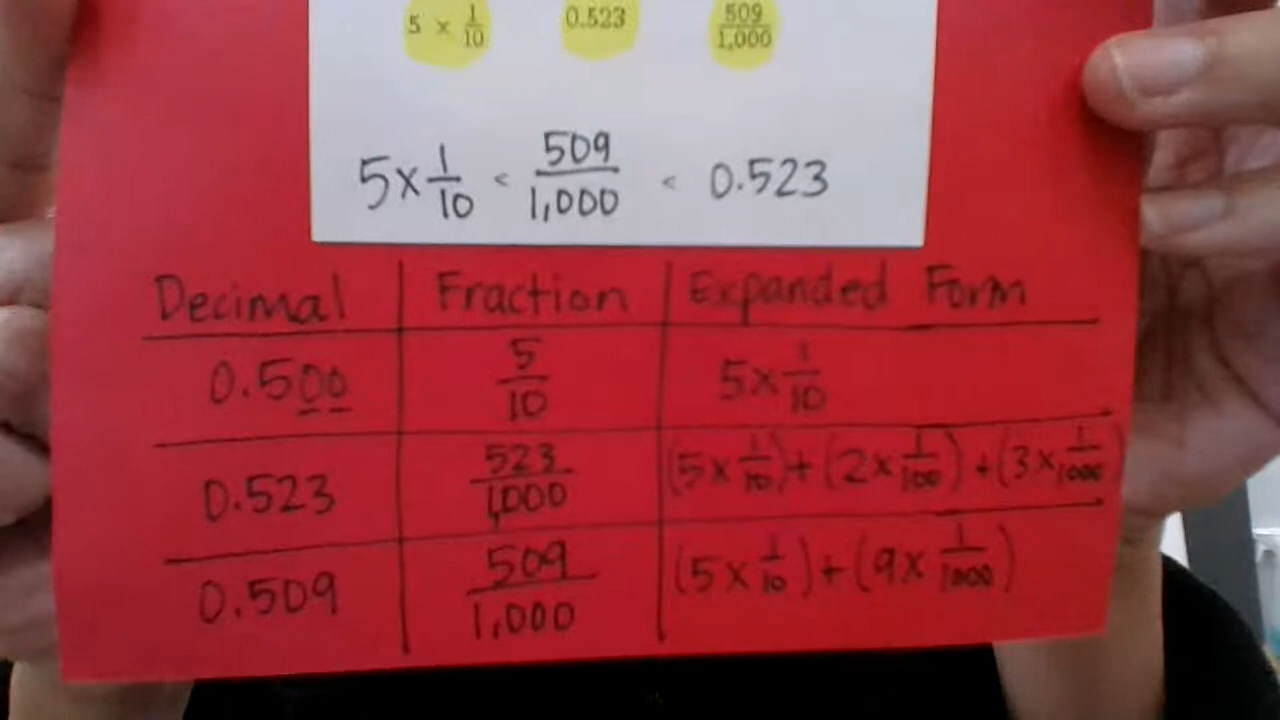 5 × 1/10 0.523 509/1,000
5 × 1/10 < 509/1,000 < 0.523
Decimal Fraction Expanded Form
0.500 5/10 5 × 1/10
0.523 523/1,000 (5 × 1/10) + (2 × 1/100) + (3 × 1/1000)
0.509 509/1,000 (5 × 1/10) + (9 × 1/1000)